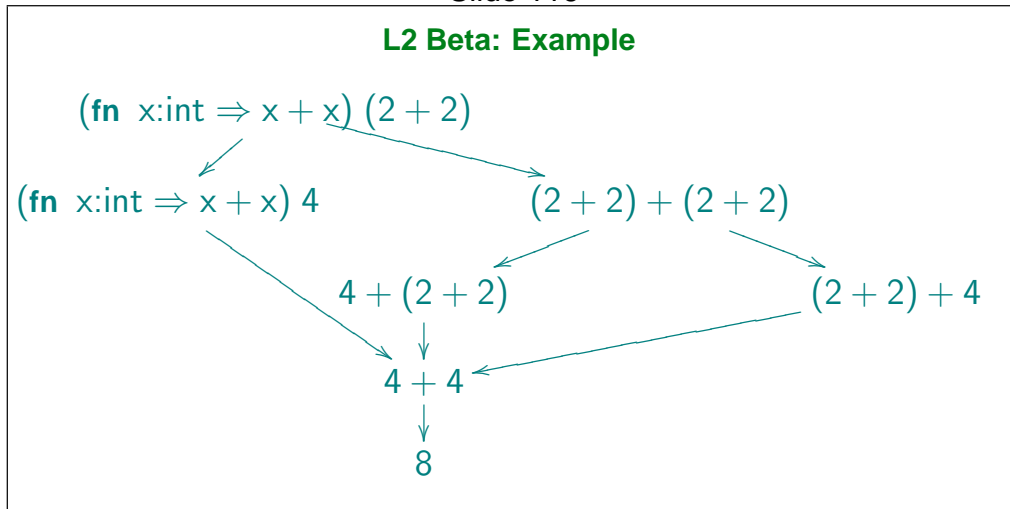 L2 Beta: Example
(fn x:int ⇒ x + x) (2 + 2)
(fn x:int ⇒ x + x) 4
(2 + 2) + (2 + 2)
4 + (2 + 2)
(2 + 2) + 4
4 + 4
8